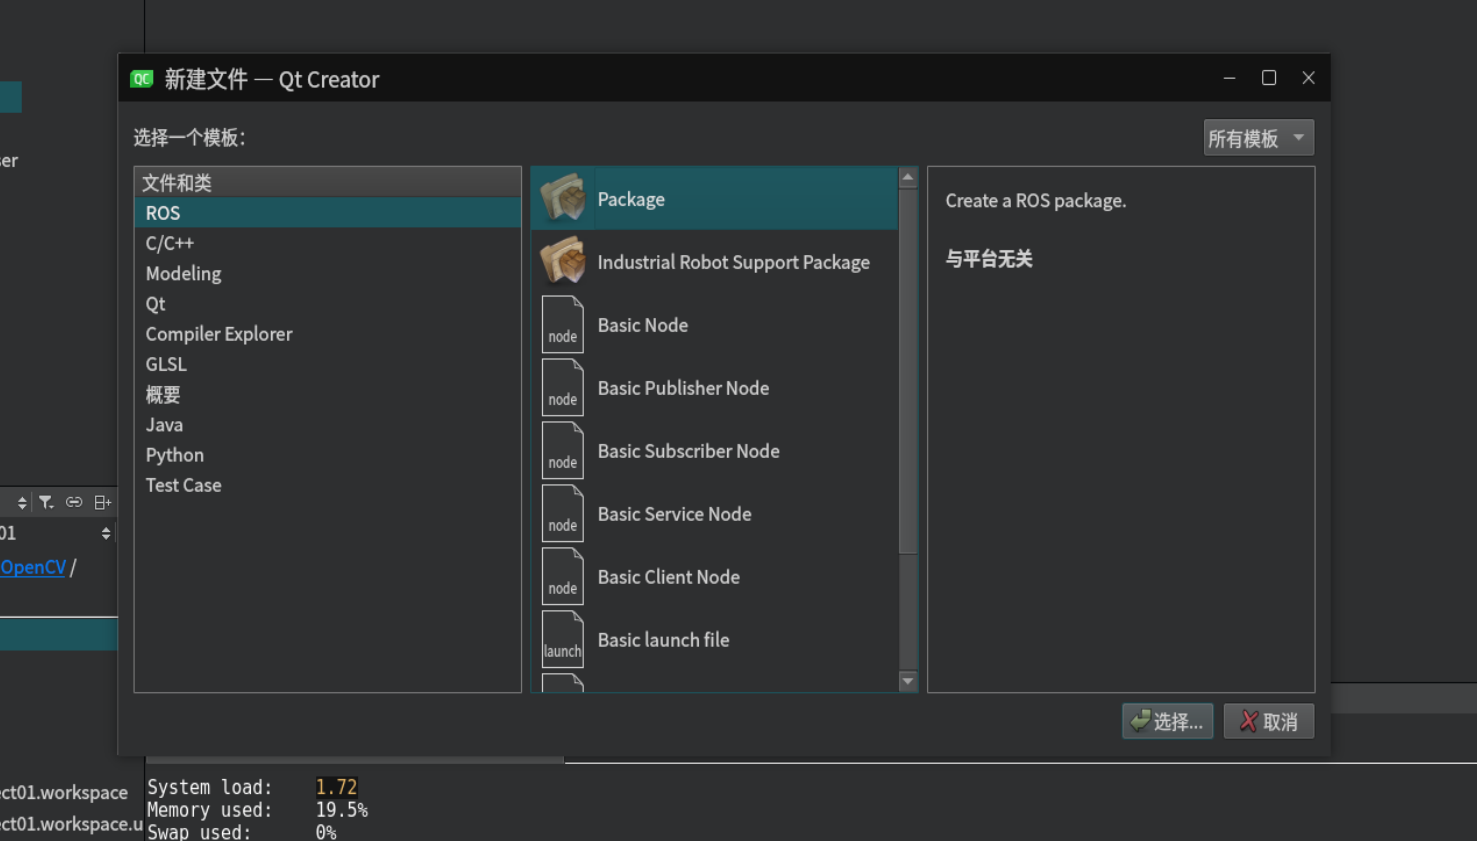 新建文件 — Qt Creator
选择一个模板：
所有模板
文件和类
ROS
C/C++
Modeling
Qt
Compiler Explorer
GLSL
概要
Java
Python
Test Case
Package
Industrial Robot Support Package
node
Basic Node
node
Basic Publisher Node
node
Basic Subscriber Node
node
Basic Service Node
node
Basic Client Node
launch
Basic launch file
Create a ROS package.
与平台无关
选择...
取消
ser
01
OpenCV /
ct01.workspace
ct01.workspace.u
System load: 1.72
Memory used: 19.5%
Swap used: 0%